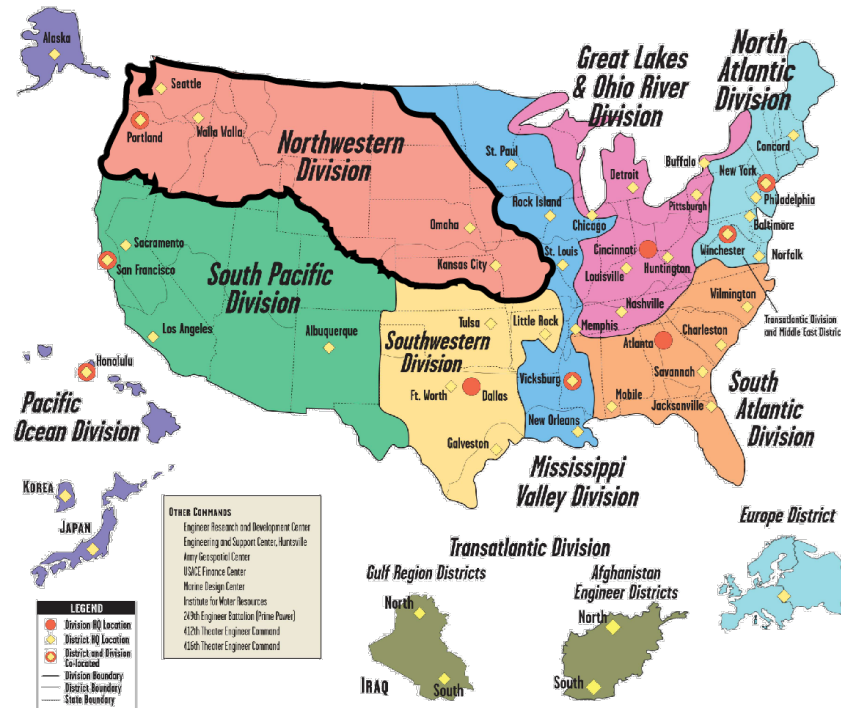 Alaska
Seattle
Portland
Walla Walla
Northwestern
Division
Omaha
Kansas City
Great Lakes
& Ohio River
Division
North
Atlantic
Division
St. Paul
Rock Island
St. Louis
Chicago
Detroit
Buffalo
Pittsburgh
Cincinnati
Louisville
Huntington
Nashville
Memphis
Concord
New York
Philadelphia
Baltimore
Winchester
Norfolk
Transatlantic Division
and Middle East District
Sacramento
San Francisco
South Pacific
Division
Los Angeles
Albuquerque
Tulsa
Little Rock
Southwestern
Division
Ft. Worth
Dallas
Galveston
Vicksburg
New Orleans
Mississippi
Valley Division
Wilmington
Atlanta
Charleston
Savannah
Mobile
Jacksonville
South
Atlantic
Division
Honolulu
Pacific
Ocean Division
KOREA
JAPAN
OTHER COMMANDS
Engineer Research and Development Center
Engineering and Support Center, Huntsville
Army Geospatial Center
USACE Finance Center
Marine Design Center
Institute for Water Resources
249th Engineer Battalion (Prime Power)
412th Theater Engineer Command
416th Theater Engineer Command
Transatlantic Division
Gulf Region Districts
North
South
IRAQ
Afghanistan
Engineer Districts
North
South
Europe District
LEGEND
Division HQ Location
District HQ Location
District and Division
Co-located
Division Boundary
District Boundary
State Boundary